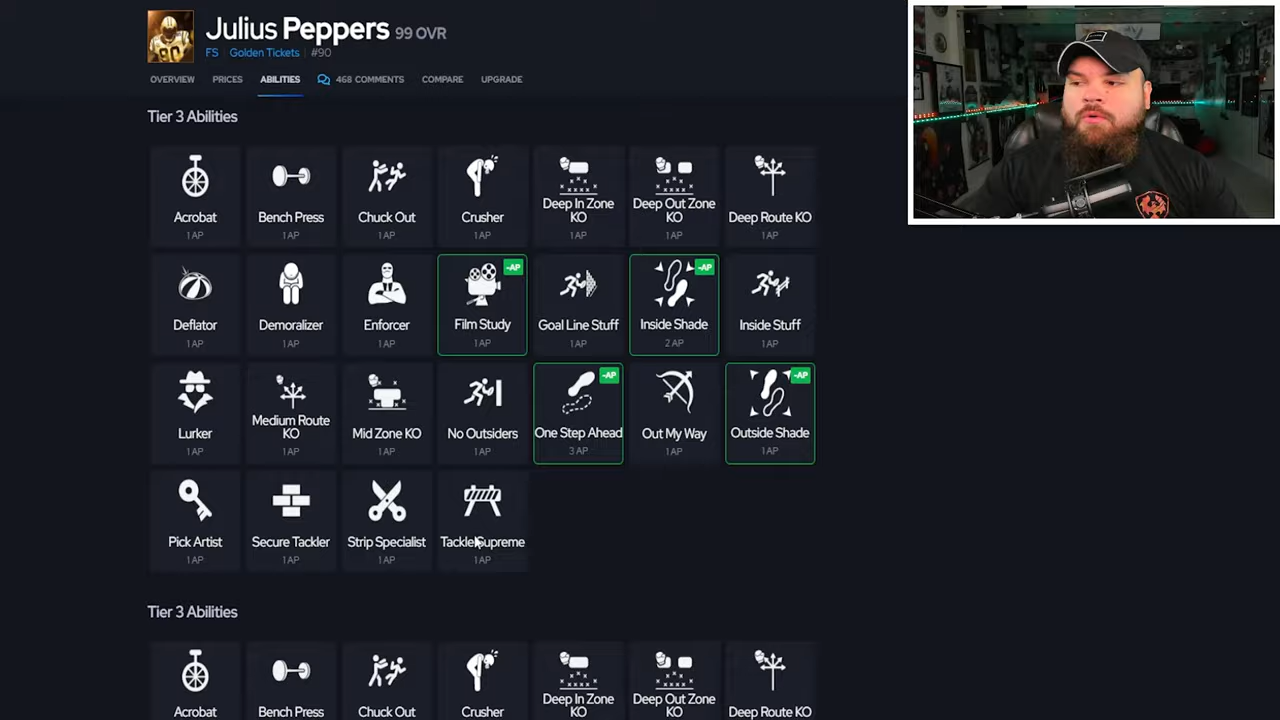 Julius Peppers 99 OVR
FS Golden Tickets #90
OVERVIEW PRICES ABILITIES 468 COMMENTS COMPARE UPGRADE
Tier 3 Abilities
Acrobat
1 AP
Bench Press
1 AP
Chuck Out
1 AP
Crusher
1 AP
Deep In Zone
KO
1 AP
Deep Out Zone
KO
1 AP
Deep Route KO
1 AP
Deflator
1 AP
Demoralizer
1 AP
Enforcer
1 AP
-AP
Film Study
1 AP
Goal Line Stuff
1 AP
-AP
Inside Shade
2 AP
Inside Stuff
1 AP
Lurker
1 AP
Medium Route
KO
1 AP
Mid Zone KO
1 AP
No Outsiders
1 AP
-AP
One Step Ahead
3 AP
Out My Way
1 AP
-AP
Outside Shade
1 AP
Pick Artist
1 AP
Secure Tackler
1 AP
Strip Specialist
1 AP
Tackle Supreme
1 AP
Tier 3 Abilities
Acrobat
Bench Press
Chuck Out
Crusher
Deep In Zone
KO
Deep Out Zone
KO
Deep Route KO